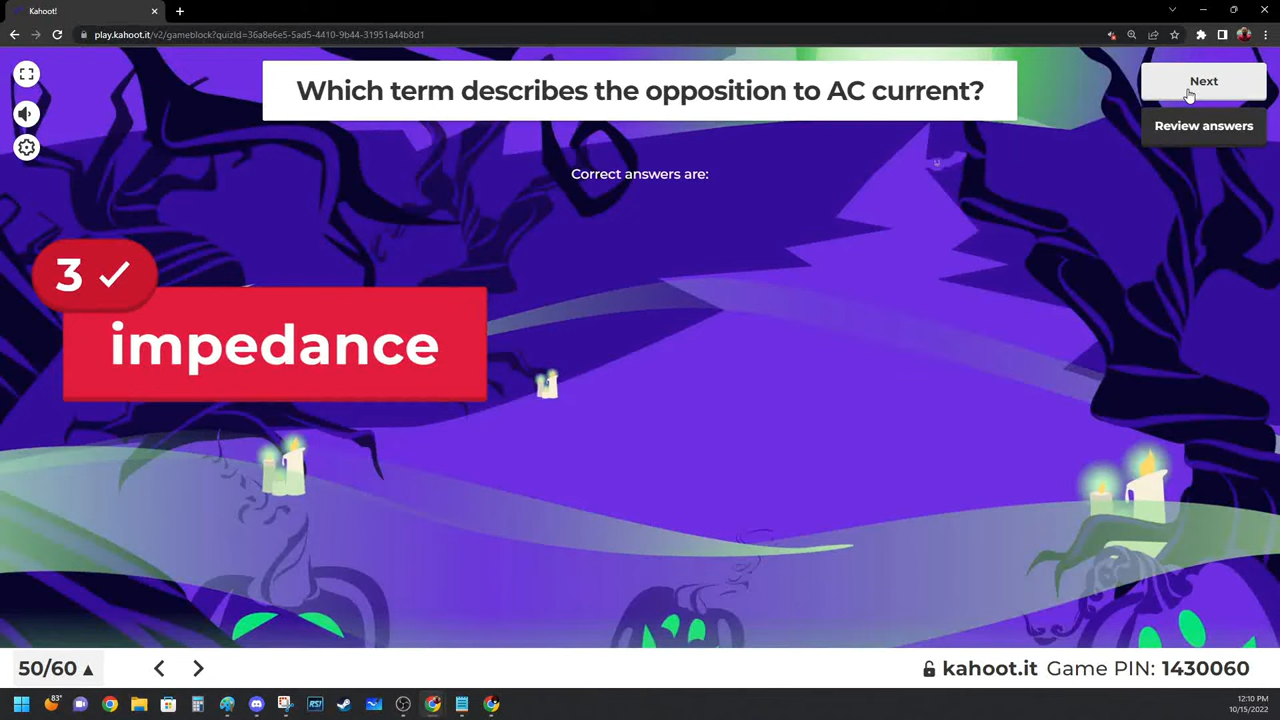 Kahoot!
play.kahoot.it/v2/gameblock?quizId=36a8e6e5-5ad5-4410-9b44-31951a44b8d1
Which term describes the opposition to AC current?
Next
Review answers
Correct answers are:
3
impedance
50/60
kahoot.it Game PIN: 1430060
83°
RSI
12:10 PM
10/15/2022